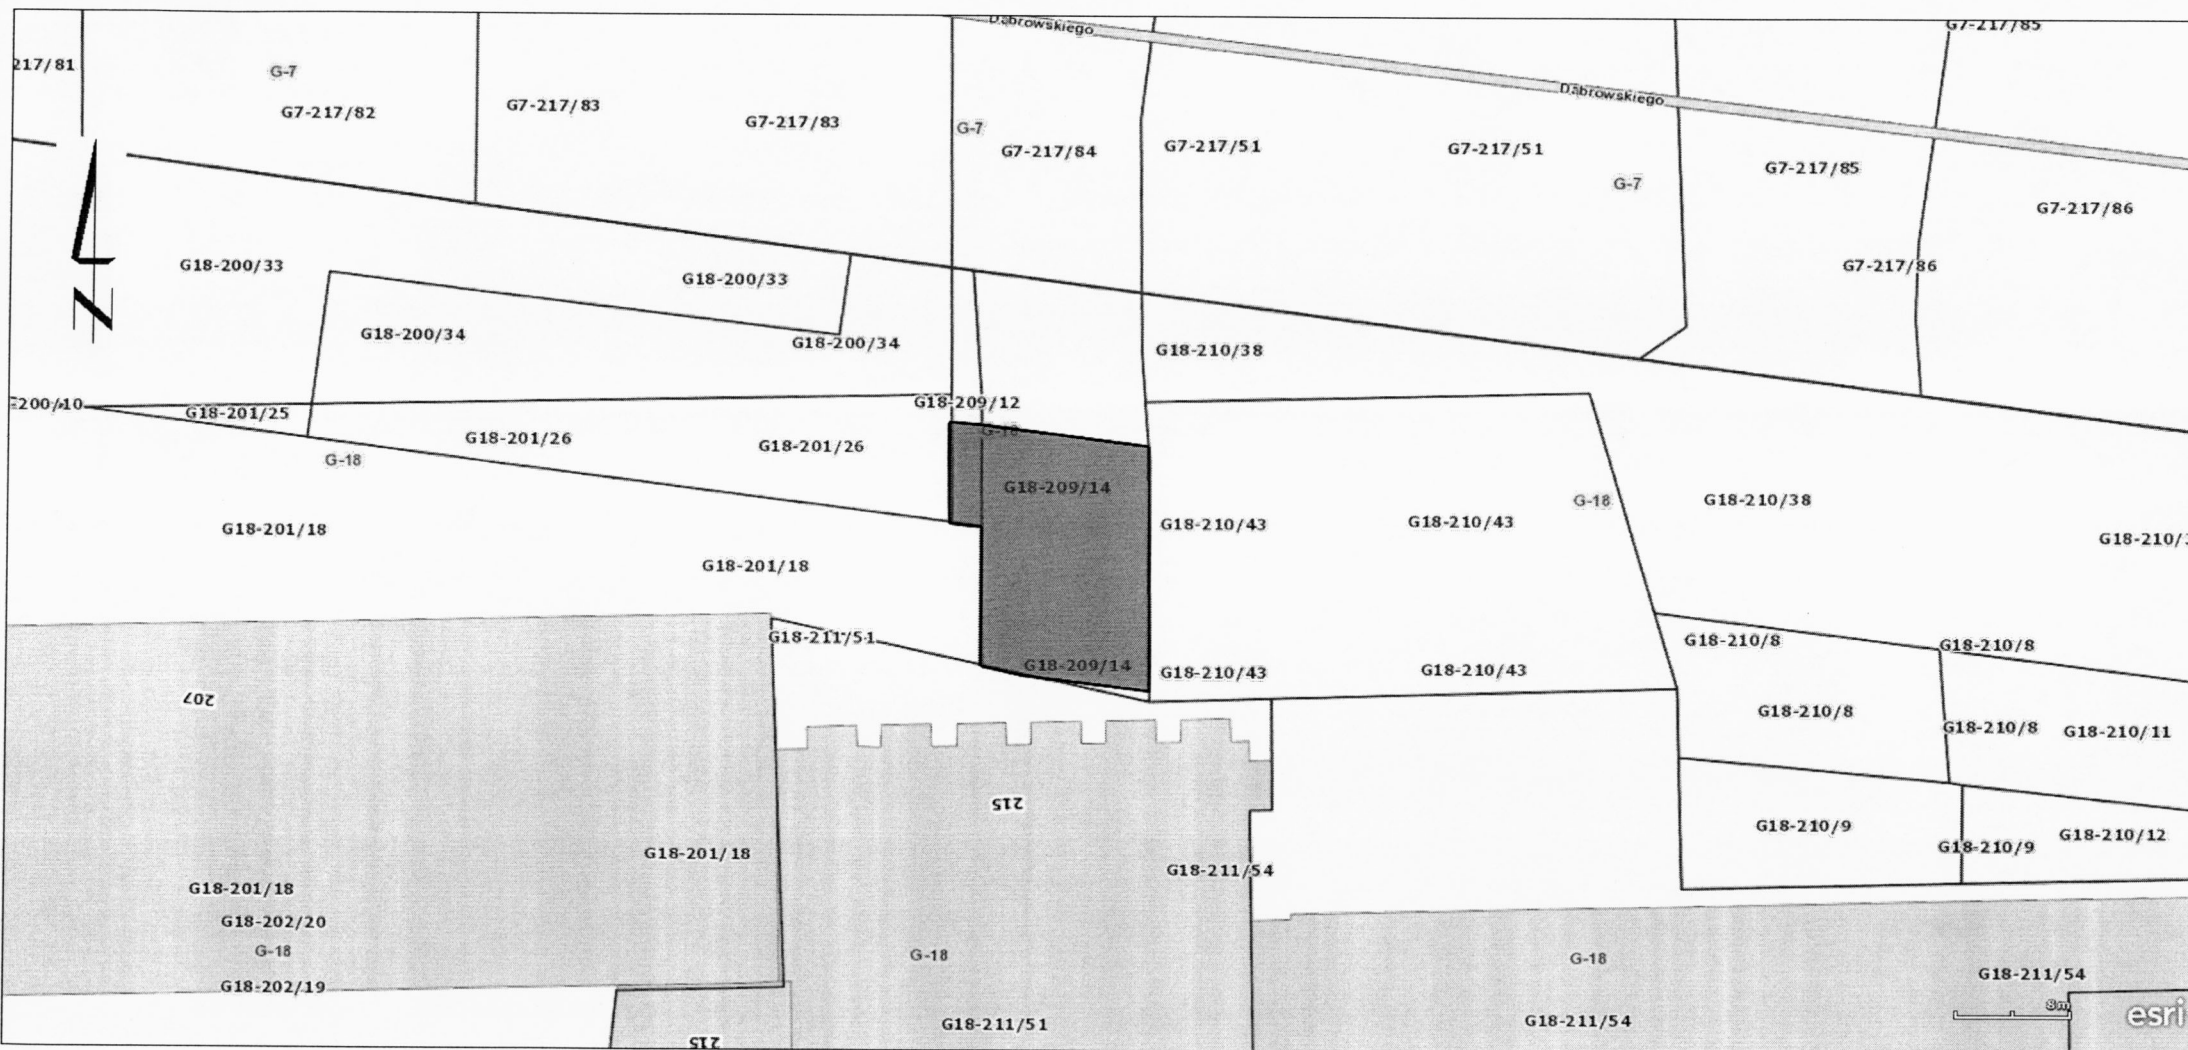 Dąbrowskiego
G7-217/85
217/81
G-7
G7-217/82
G7-217/83
G7-217/83
G-7
G7-217/84
G7-217/51
G7-217/51
Dąbrowskiego
G-7
G7-217/85
G7-217/86
G7-217/86
G18-200/33
G18-200/33
G18-200/34
G18-200/34
G18-210/38
N
200/10
G18-201/25
G18-209/12
G-18
G18-201/26
G18-201/26
G-18
G18-209/14
G-18
G18-210/38
G18-201/18
G18-210/43
G18-210/43
G18-210/3
G18-201/18
G18-211/51
G18-209/14
G18-210/43
G18-210/43
G18-210/8
G18-210/8
207
G18-210/8
G18-210/8
G18-210/11
215
G18-201/18
G18-211/54
G18-210/9
G18-210/9
G18-210/12
G18-201/18
G18-202/20
G-18
G-18
G-18
G18-202/19
G18-211/54
G18-211/51
G18-211/54
8m
esri
215